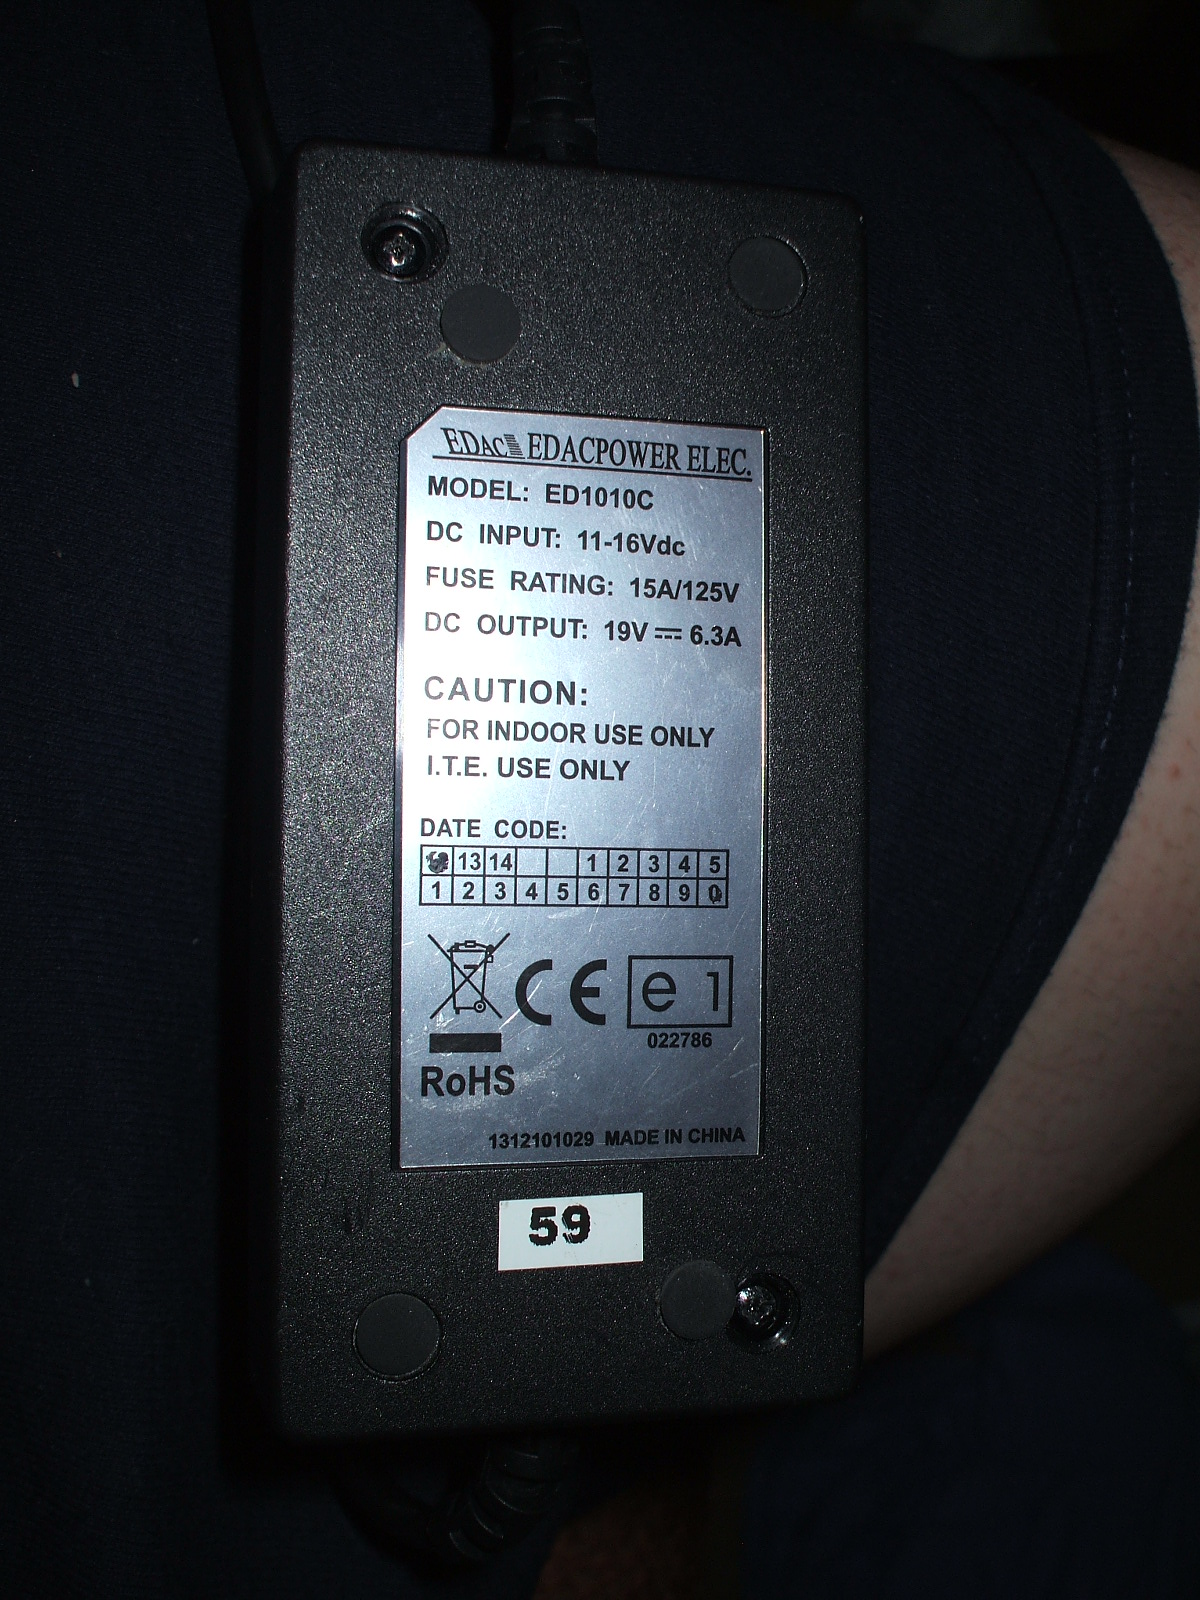 EDAC EDACPOWER ELEC.
MODEL: ED1010C
DC INPUT: 11-16Vdc
FUSE RATING: 15A/125V
DC OUTPUT: 19V ⎓ 6.3A
CAUTION:
FOR INDOOR USE ONLY
I.T.E. USE ONLY
DATE CODE:
13 14 1 2 3 4 5
1 2 3 4 5 6 7 8 9 0
CE e1
022786
RoHS
1312101029 MADE IN CHINA
59